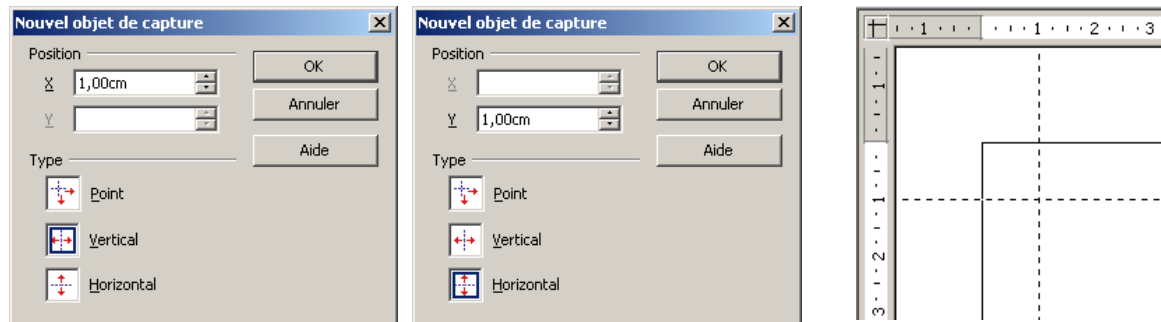 Nouvel objet de capture
Position
X 1,00cm
Y
OK
Annuler
Aide
Type
Point
Vertical
Horizontal
Nouvel objet de capture
Position
X
Y 1,00cm
OK
Annuler
Aide
Type
Point
Vertical
Horizontal
1 1 2 3
1
1
2
3